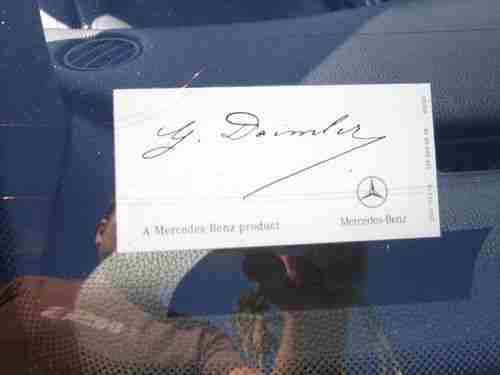 G. Daimler
Mercedes-Benz
A Mercedes-Benz product